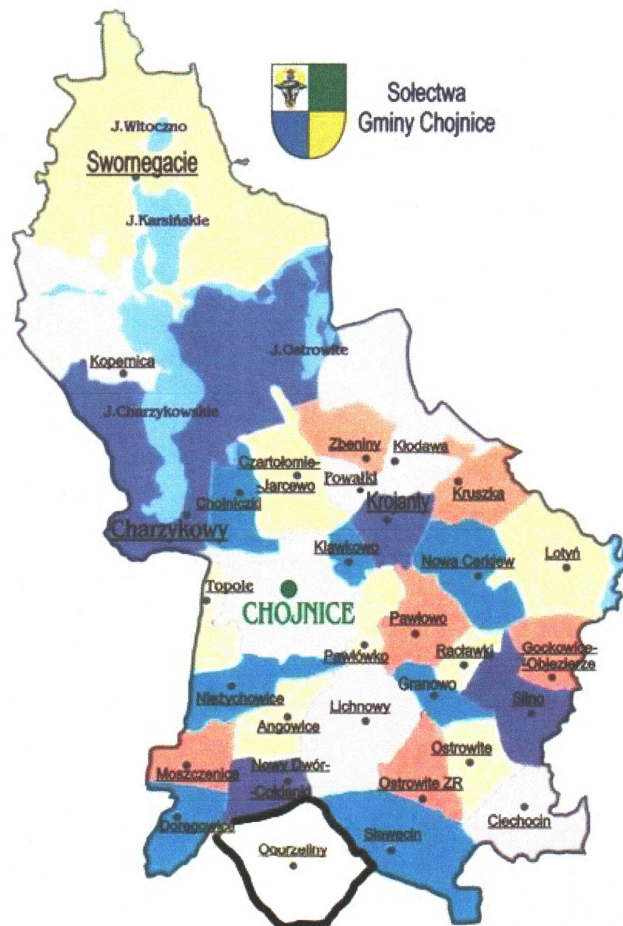 Sołectwa
Gminy Chojnice
J.Witoczno
Swornegacie
J.Karsińskie
J.Ostrowite
Kopernica
J.Charzykowskie
Zbeniny
Kłodawa
Czartołomie-
-Jarcewo
Powałki
Kruszka
Chojniczki
Krojanty
Charzykowy
Klawkowo
Nowa Cerkiew
Lotyń
Topole
CHOJNICE
Pawłowo
Pawłówko
Racławki
Gockowice-
-Objezierze
Nieżychowice
Granowo
Silno
Lichnowy
Angowice
Ostrowite
Moszczenica
Nowy Dwór-
-Cołdanki
Ostrowite ZR
Ciechocin
Doręgowice
Sławęcin
Ogorzeliny